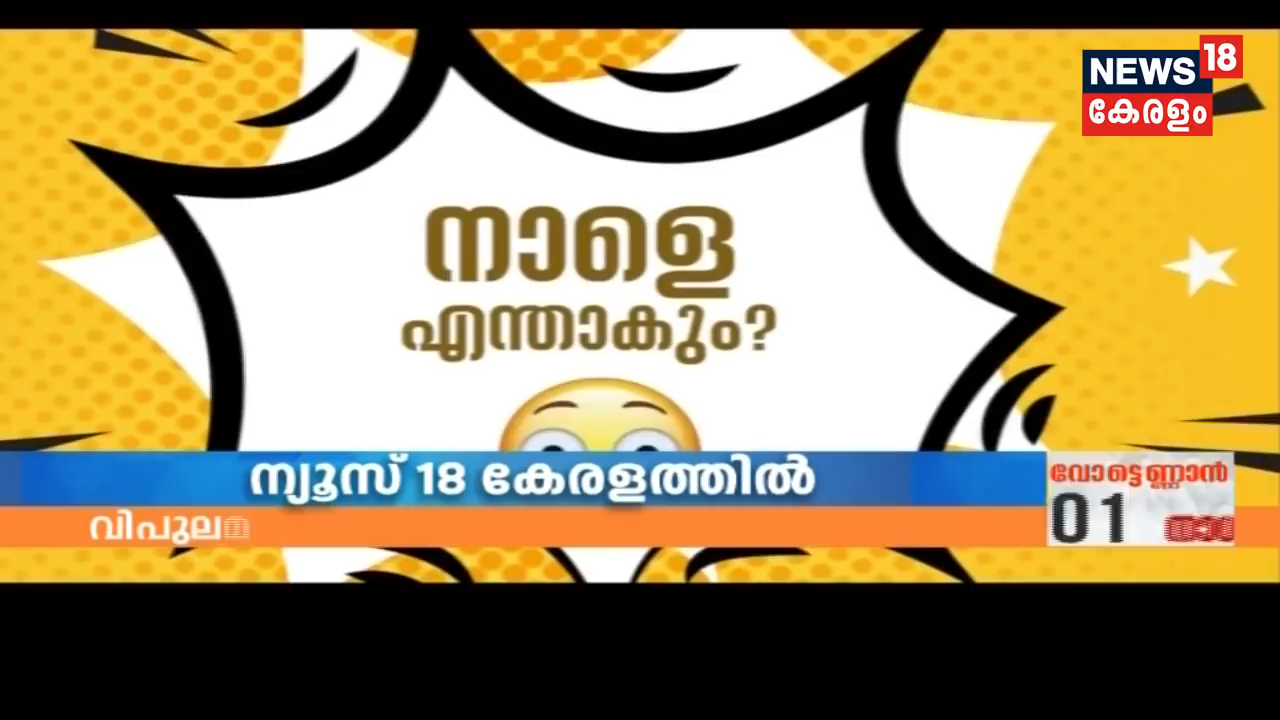 NEWS 18
കേരളം
നാളെ
എന്താകും?
ന്യൂസ് 18 കേരളത്തിൽ
വോട്ടെണ്ണാൻ
01
വിപുല